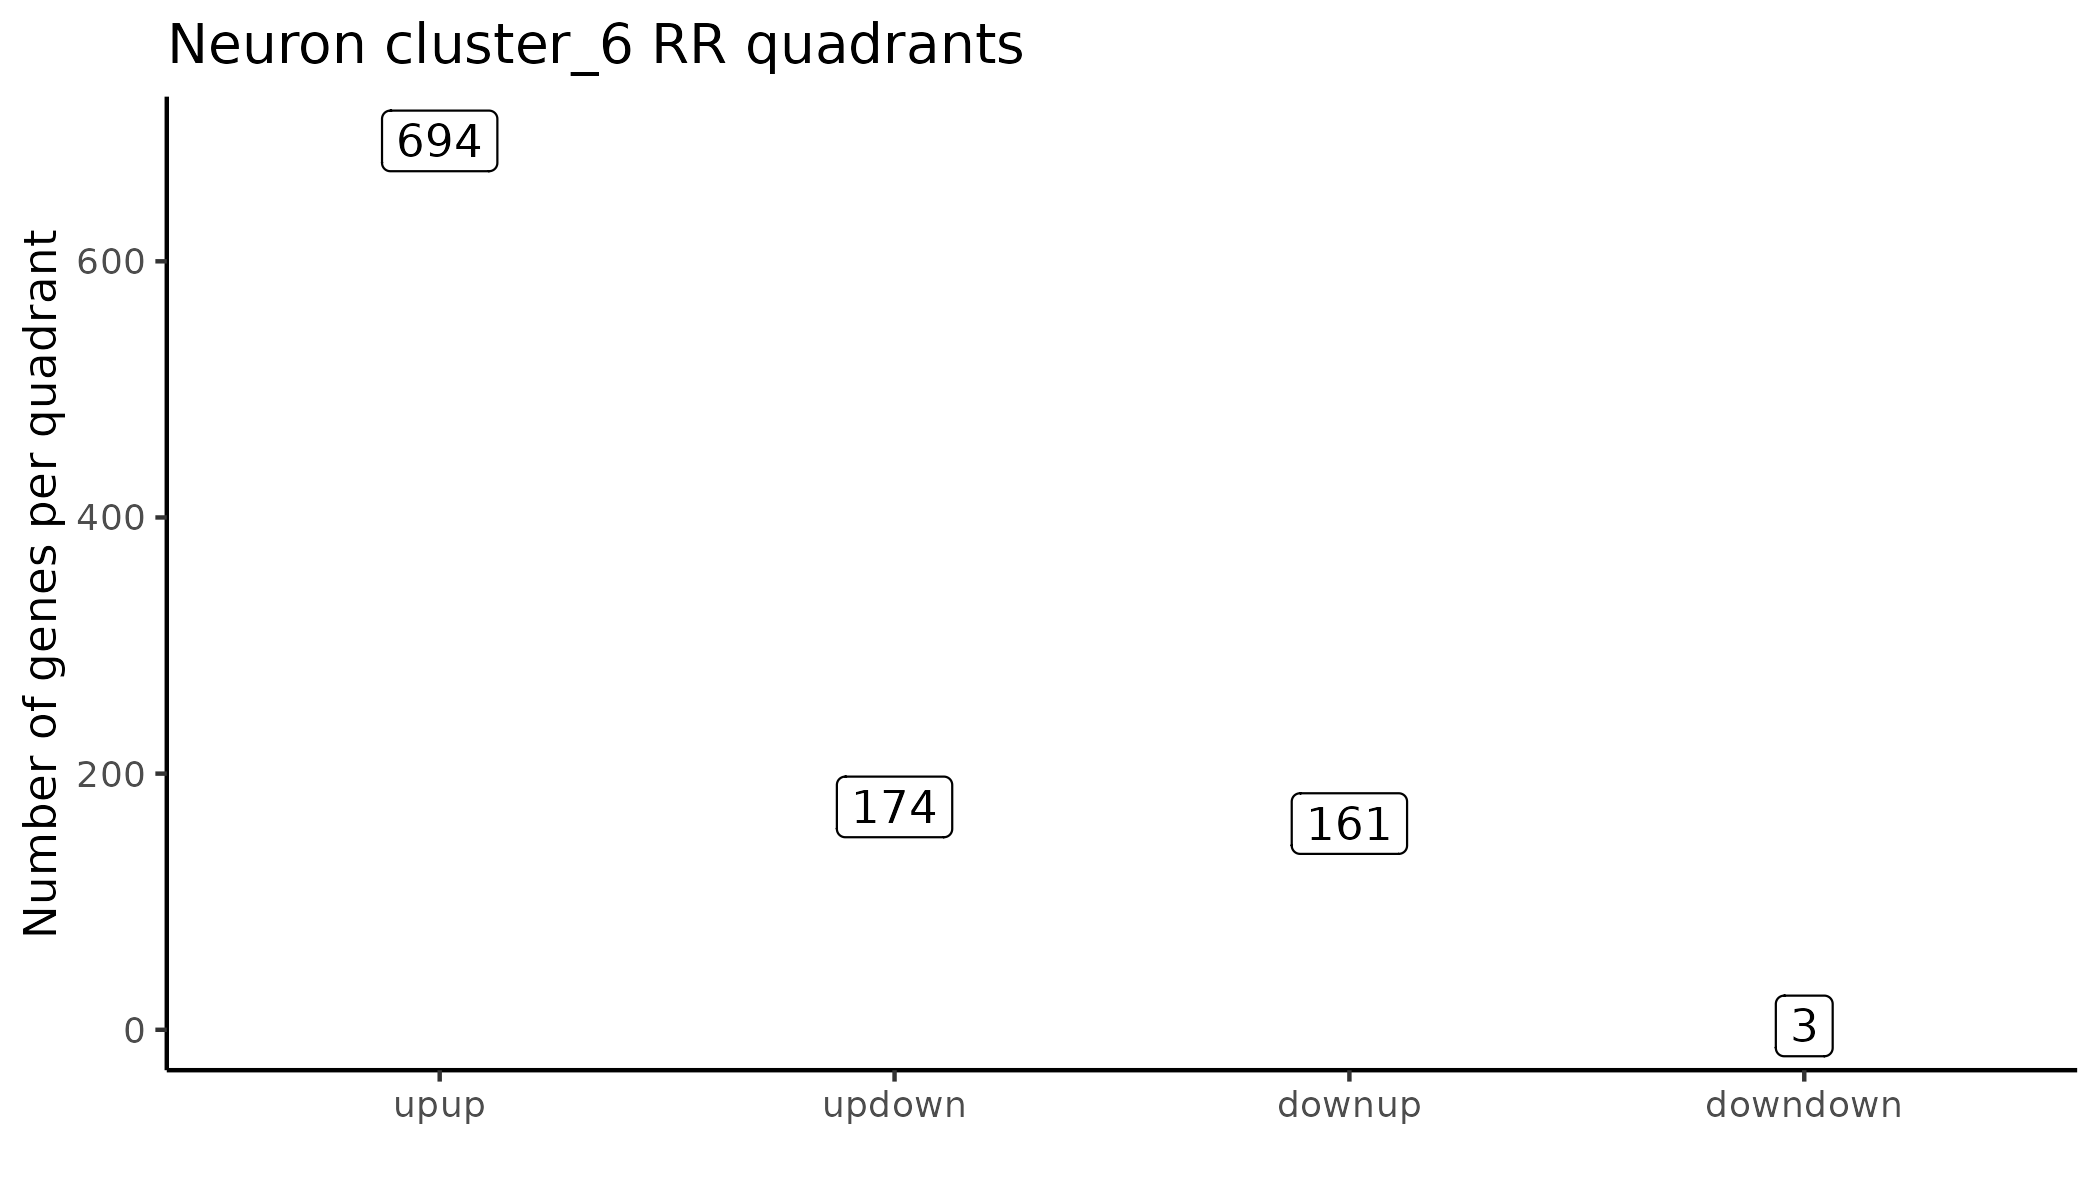 Neuron cluster_6 RR quadrants
Number of genes per quadrant
600
400
200
0
694
174
161
3
upup
updown
downup
downdown